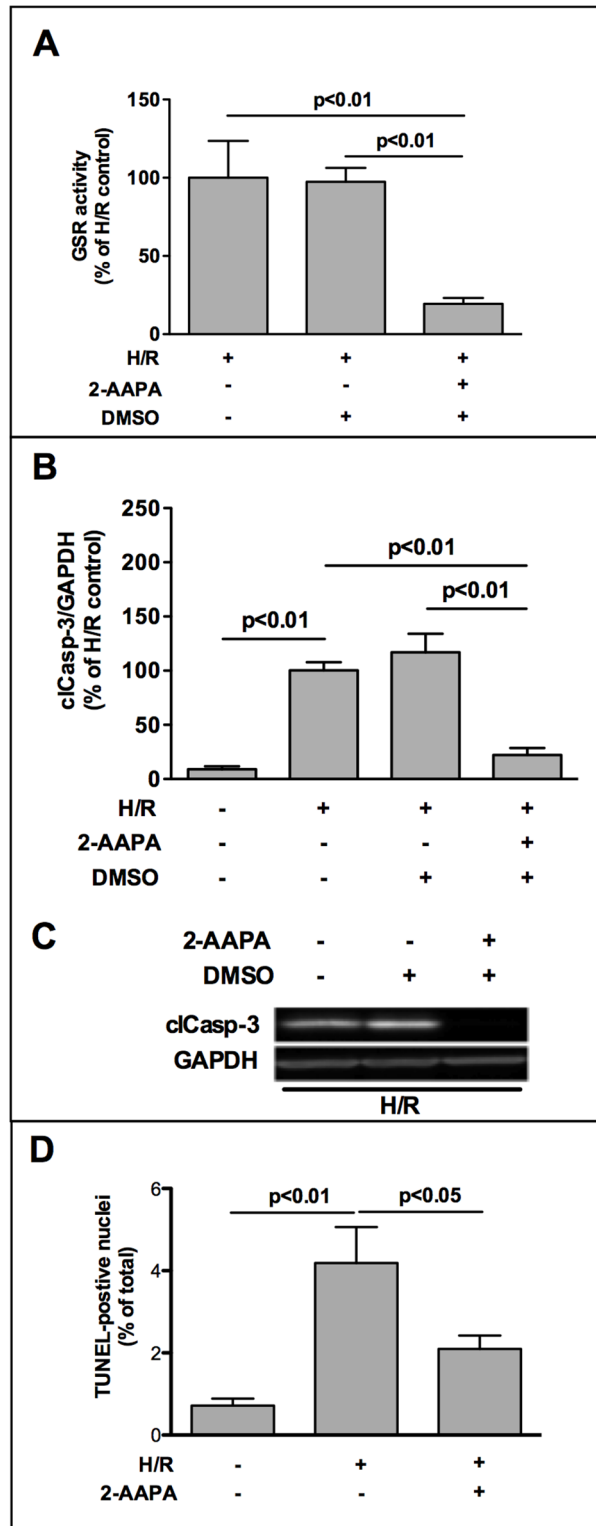 A
p<0.01
p<0.01
GSR activity
(% of H/R control)
150
100
50
0
H/R + + +
2-AAPA - - +
DMSO - + +
B
clCasp-3/GAPDH
(% of H/R control)
250
200
150
100
50
0
p<0.01
p<0.01
p<0.01
H/R - + + +
2-AAPA - - - +
DMSO - - + +
C
2-AAPA - - +
DMSO - + +
clCasp-3
GAPDH
H/R
D
TUNEL-postive nuclei
(% of total)
6
4
2
0
p<0.01
p<0.05
H/R - + +
2-AAPA - - +